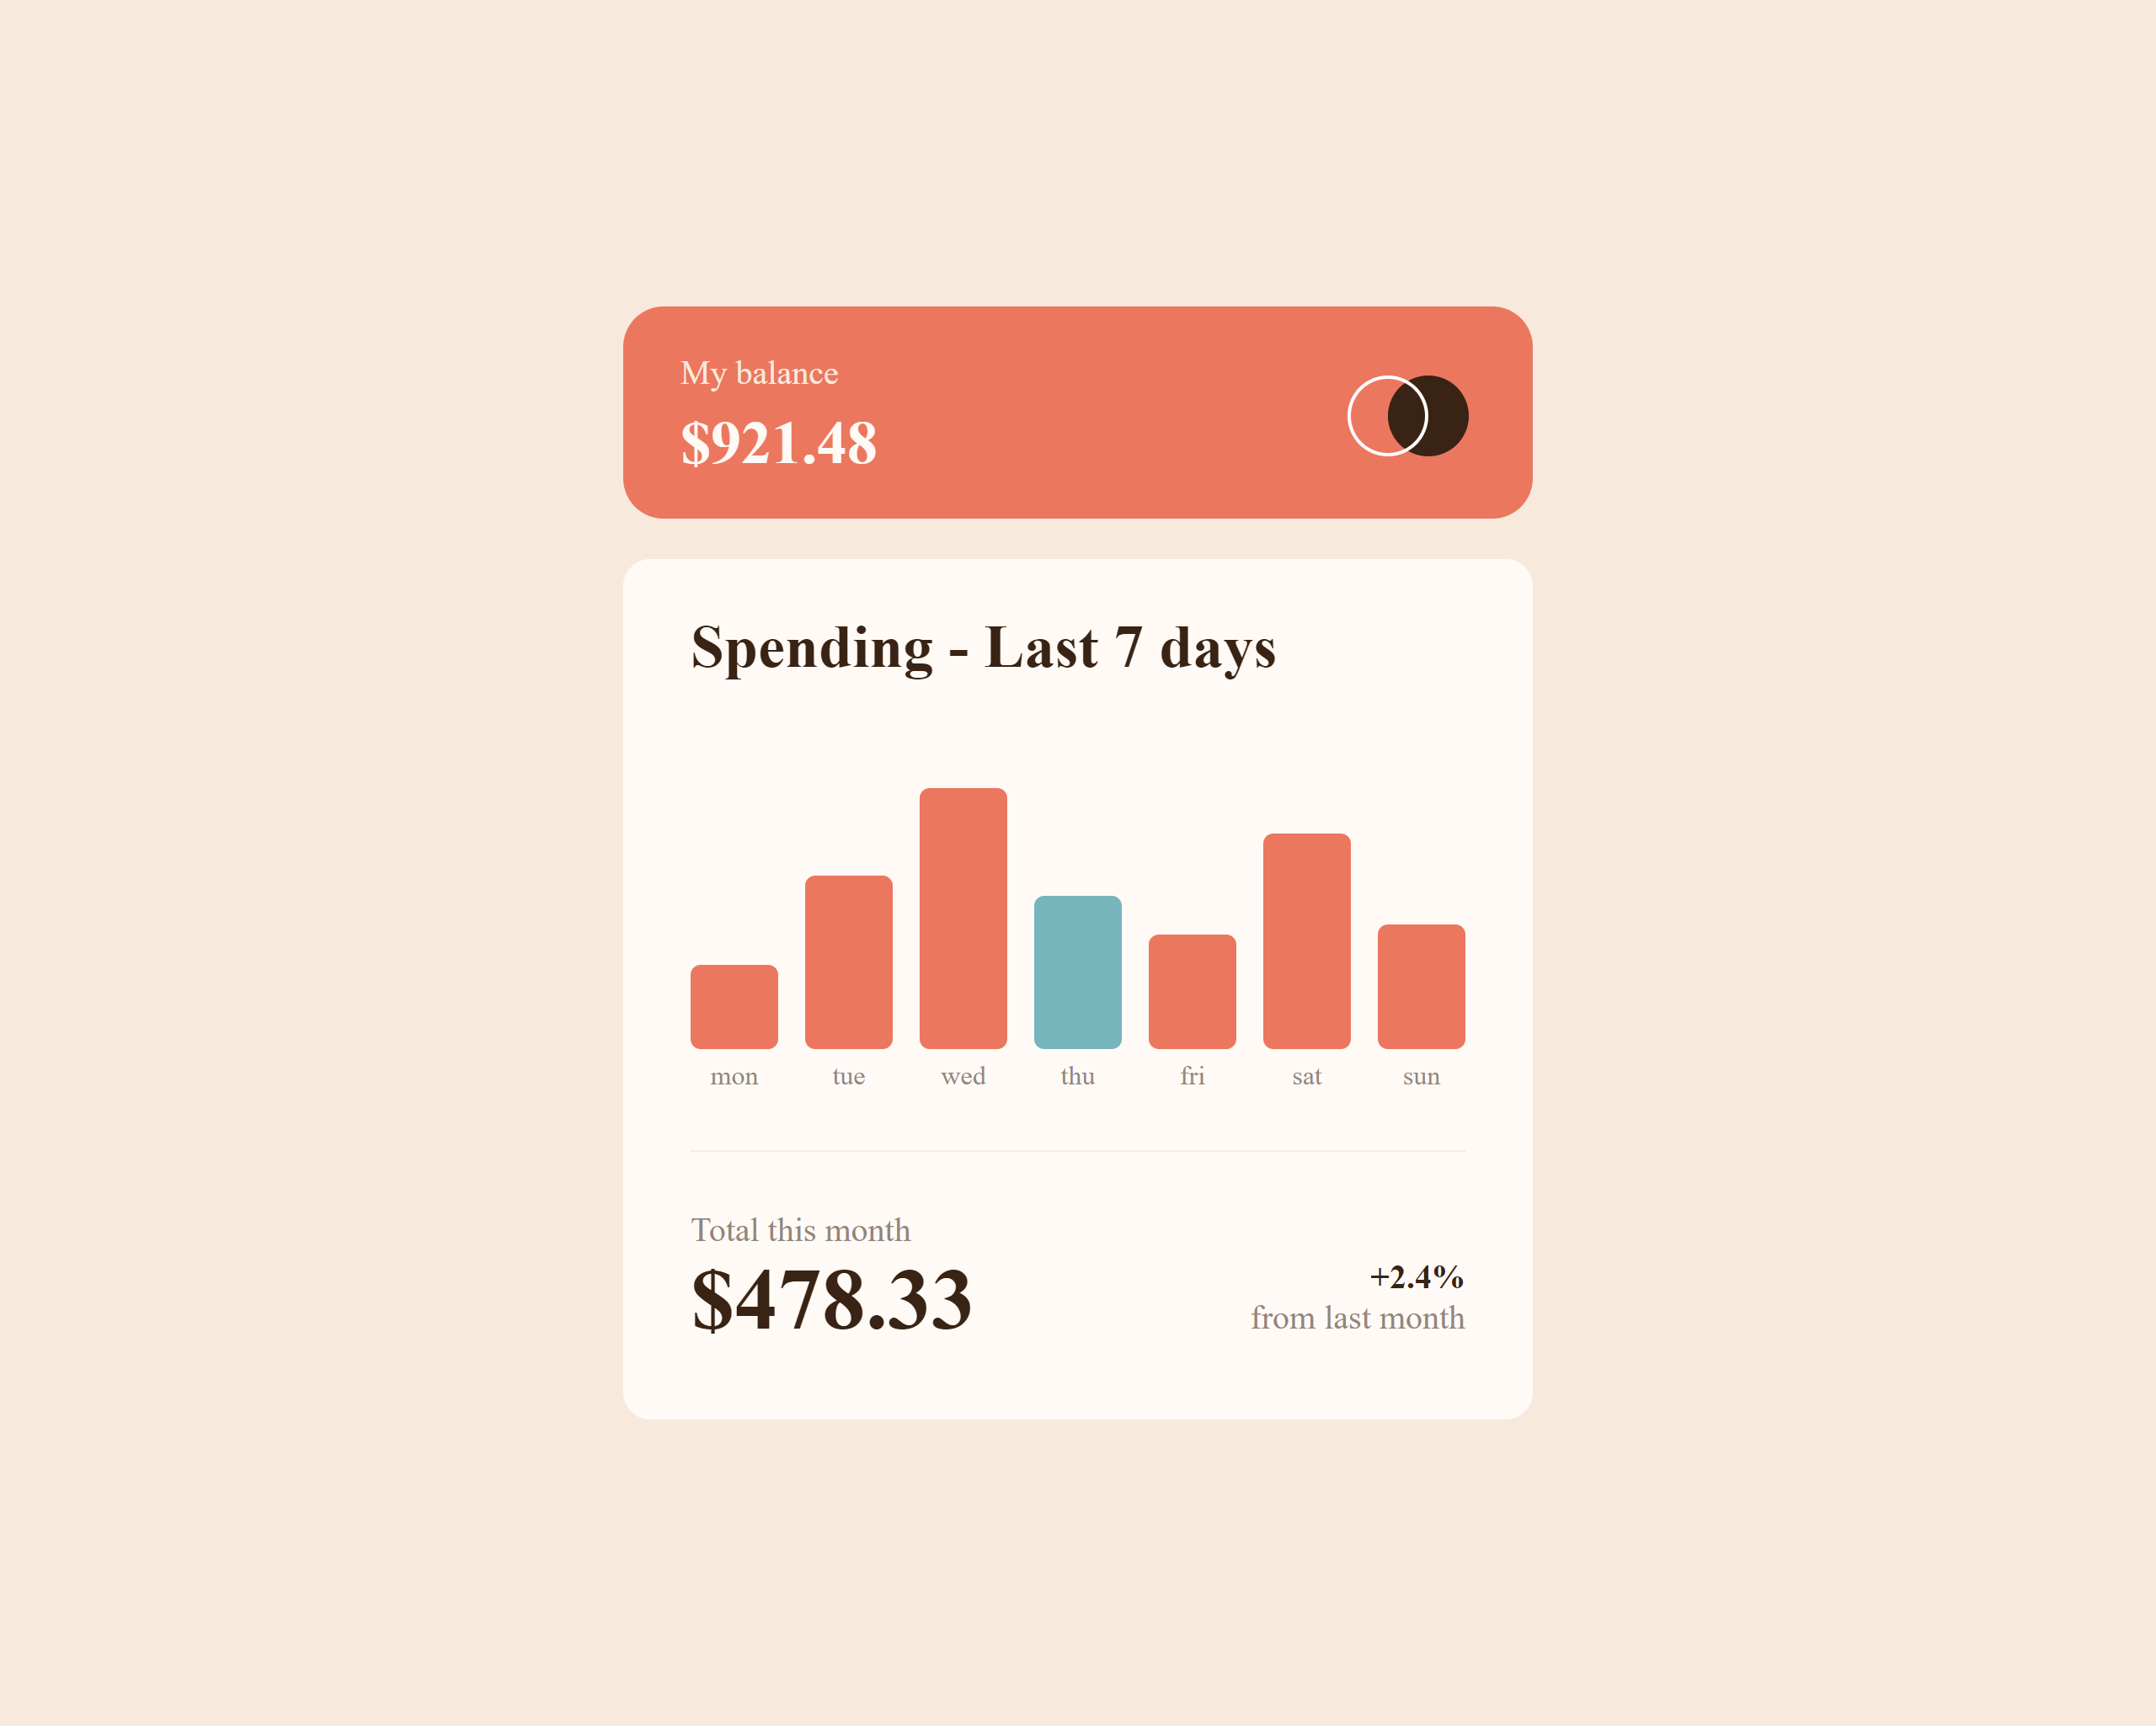 My balance
$921.48
Spending - Last 7 days
mon tue wed thu fri sat sun
Total this month
$478.33
+2.4%
from last month